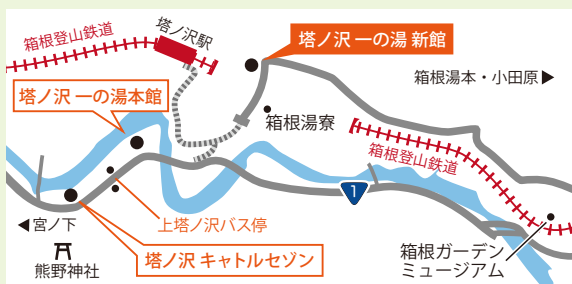 箱根登山鉄道
塔ノ沢駅
塔ノ沢 一の湯 新館
箱根湯本・小田原▶
塔ノ沢 一の湯本館
箱根湯寮
箱根登山鉄道
1
◀宮ノ下
上塔ノ沢バス停
熊野神社
塔ノ沢 キャトルセゾン
箱根ガーデン
ミュージアム